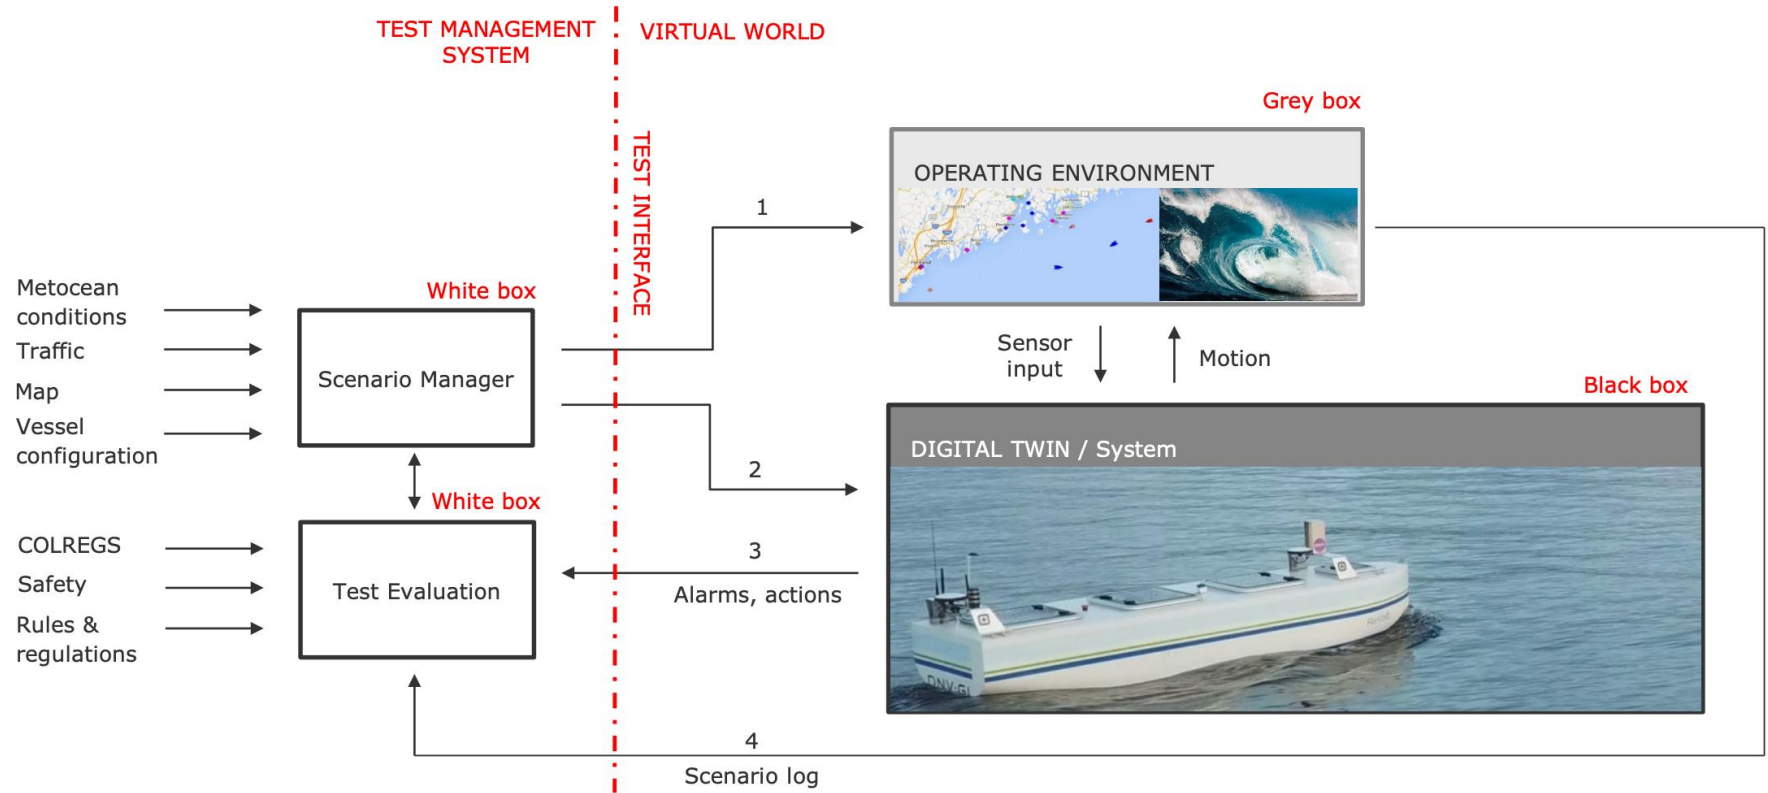 TEST MANAGEMENT
SYSTEM
VIRTUAL WORLD
TEST INTERFACE
Grey box
OPERATING ENVIRONMENT
1
Metocean
conditions
Traffic
Map
Vessel
configuration
White box
Scenario Manager
Sensor
input
Motion
Black box
DIGITAL TWIN / System
2
White box
COLREGS
Safety
Rules &
regulations
Test Evaluation
3
Alarms, actions
DNV·GL
4
Scenario log